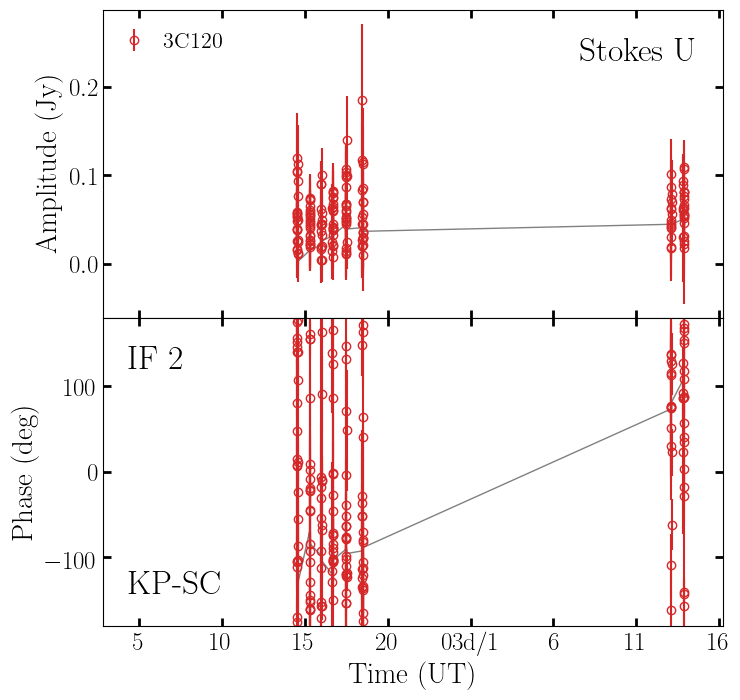 3C120
Stokes U
0.2
0.1
0.0
Amplitude (Jy)
IF 2
100
0
−100
Phase (deg)
KP-SC
5 10 15 20 03d/1 6 11 16
Time (UT)